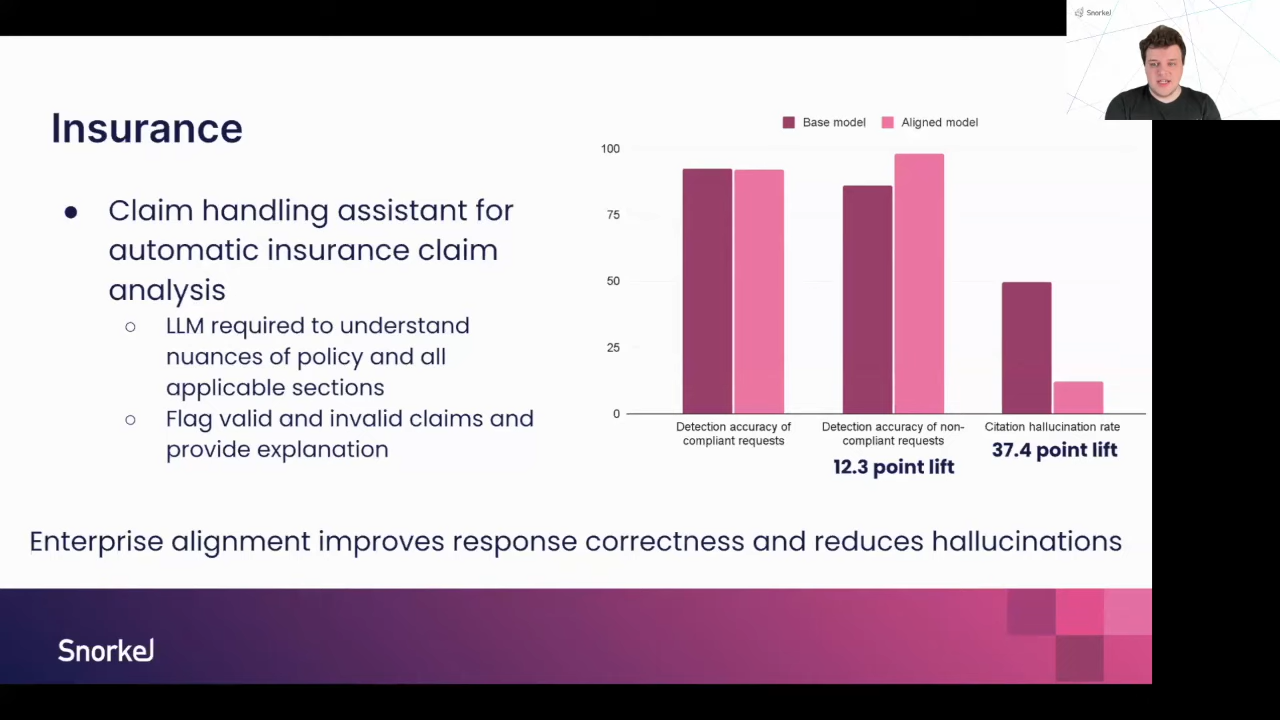 Snorkel
Insurance
● Claim handling assistant for
automatic insurance claim
analysis
○ LLM required to understand
nuances of policy and all
applicable sections
○ Flag valid and invalid claims and
provide explanation
Base model Aligned model
100
75
50
25
0
Detection accuracy of
compliant requests
Detection accuracy of non-
compliant requests
12.3 point lift
Citation hallucination rate
37.4 point lift
Enterprise alignment improves response correctness and reduces hallucinations
Snorkel